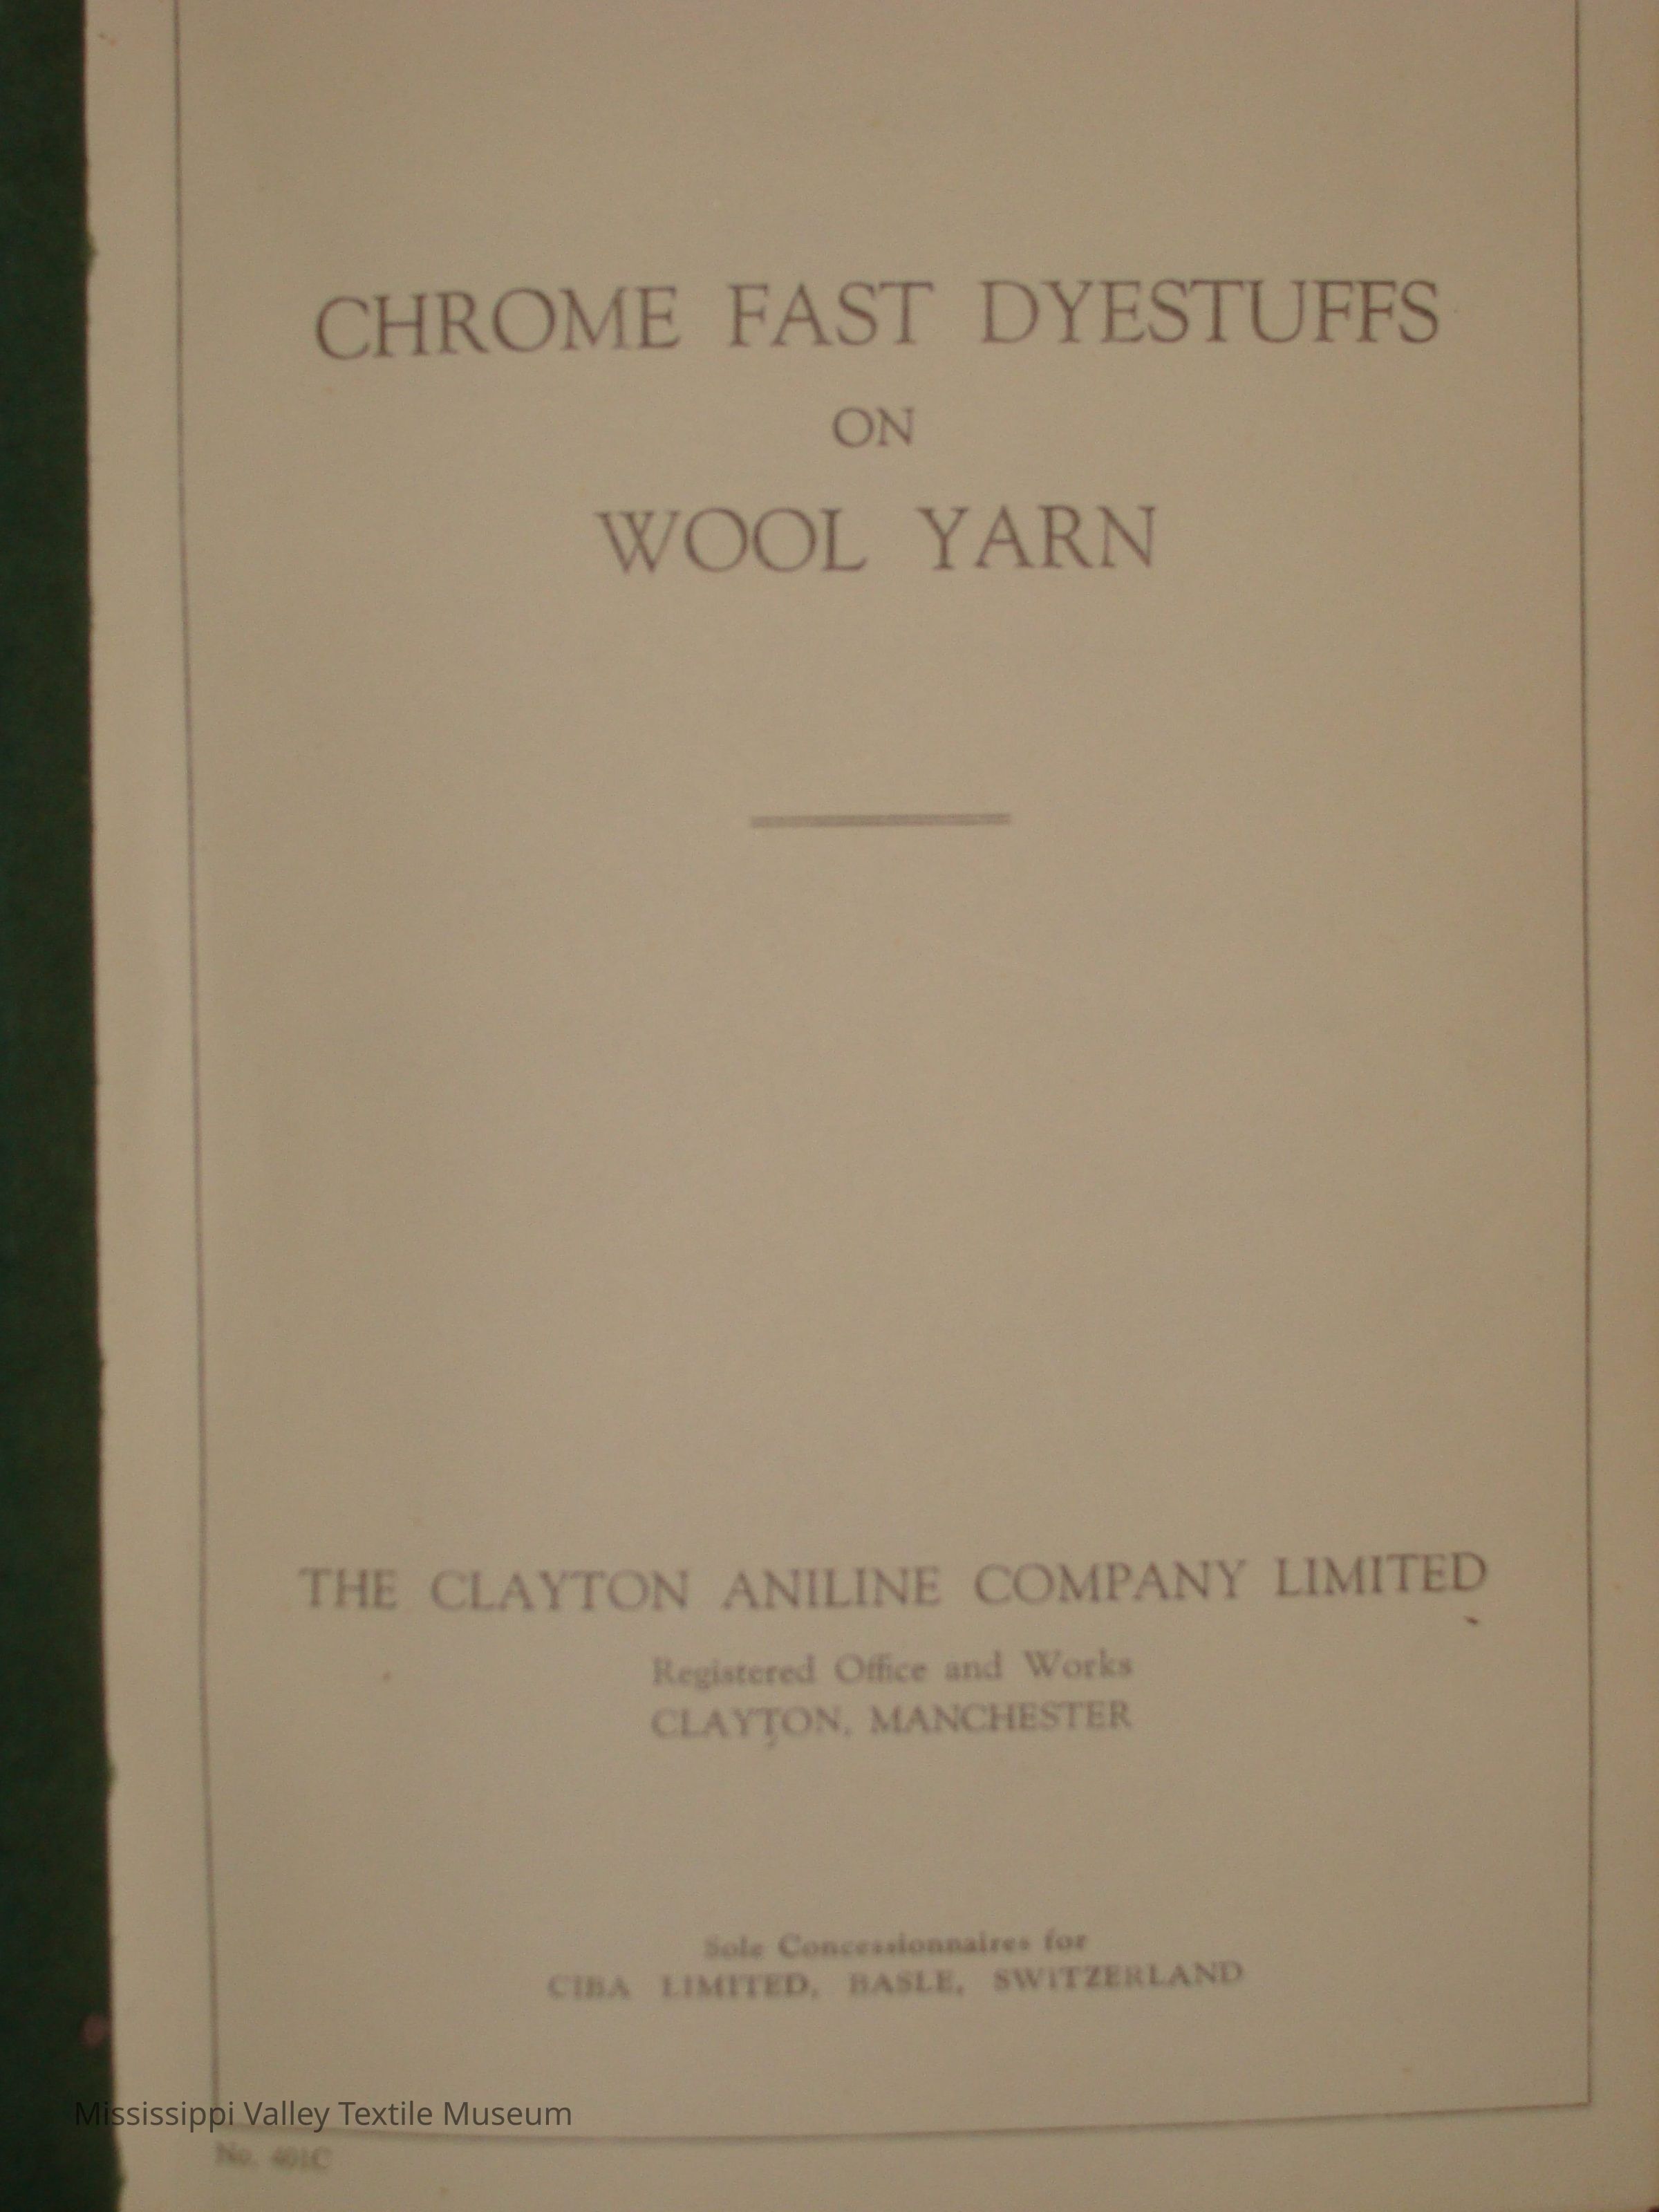 CHROME FAST DYESTUFFS
ON
WOOL YARN
THE CLAYTON ANILINE COMPANY LIMITED
Registered Office and Works
CLAYTON, MANCHESTER
Sole Concessionnaires for
CIBA LIMITED, BASLE, SWITZERLAND
Mississippi Valley Textile Museum
No. 401C